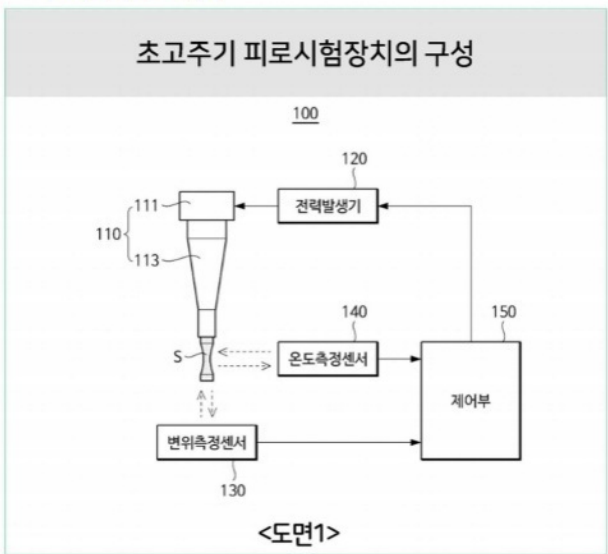 초고주기 피로시험장치의 구성
100
120
111
전력발생기
110
113
140
150
S
온도측정센서
제어부
변위측정센서
130
<도면1>